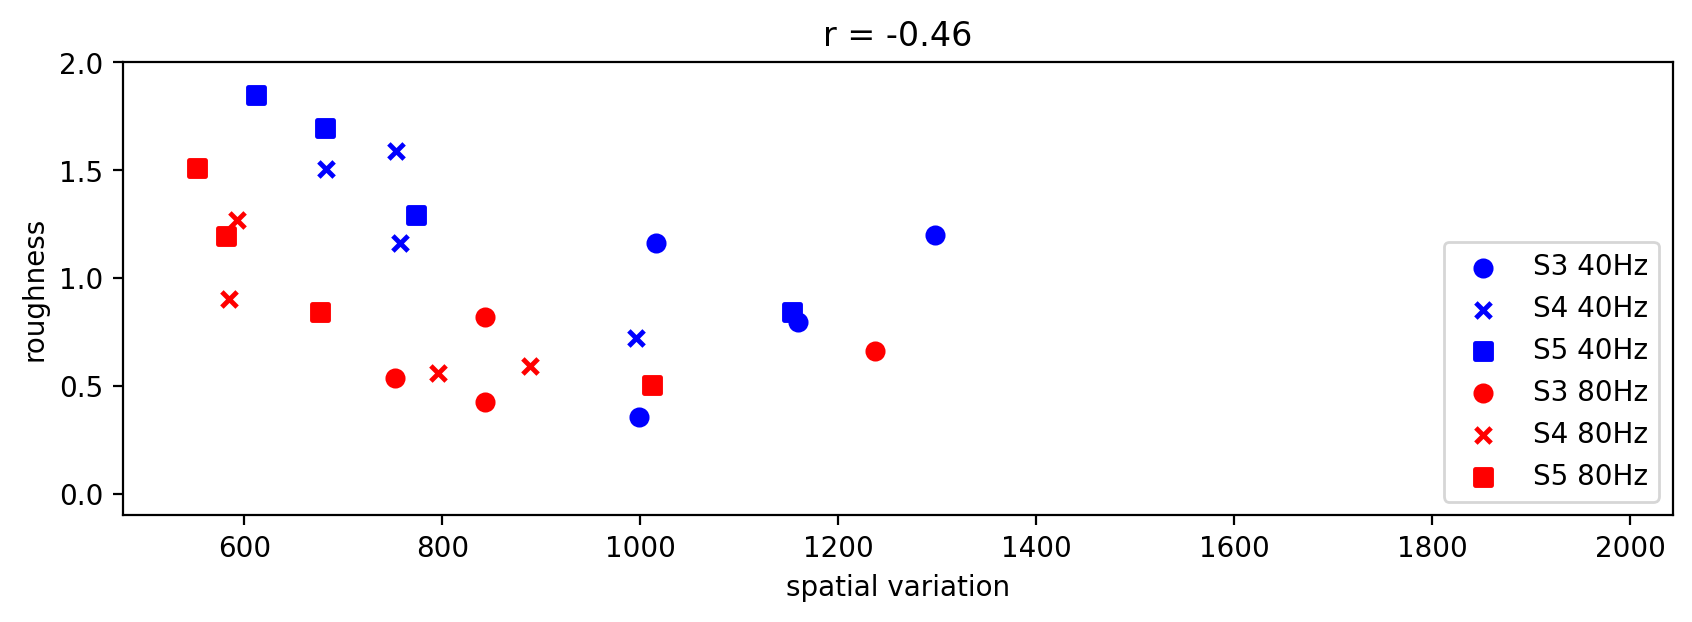 r = -0.46
2.0
1.5
1.0
0.5
0.0
roughness
S3 40Hz
S4 40Hz
S5 40Hz
S3 80Hz
S4 80Hz
S5 80Hz
600 800 1000 1200 1400 1600 1800 2000
spatial variation